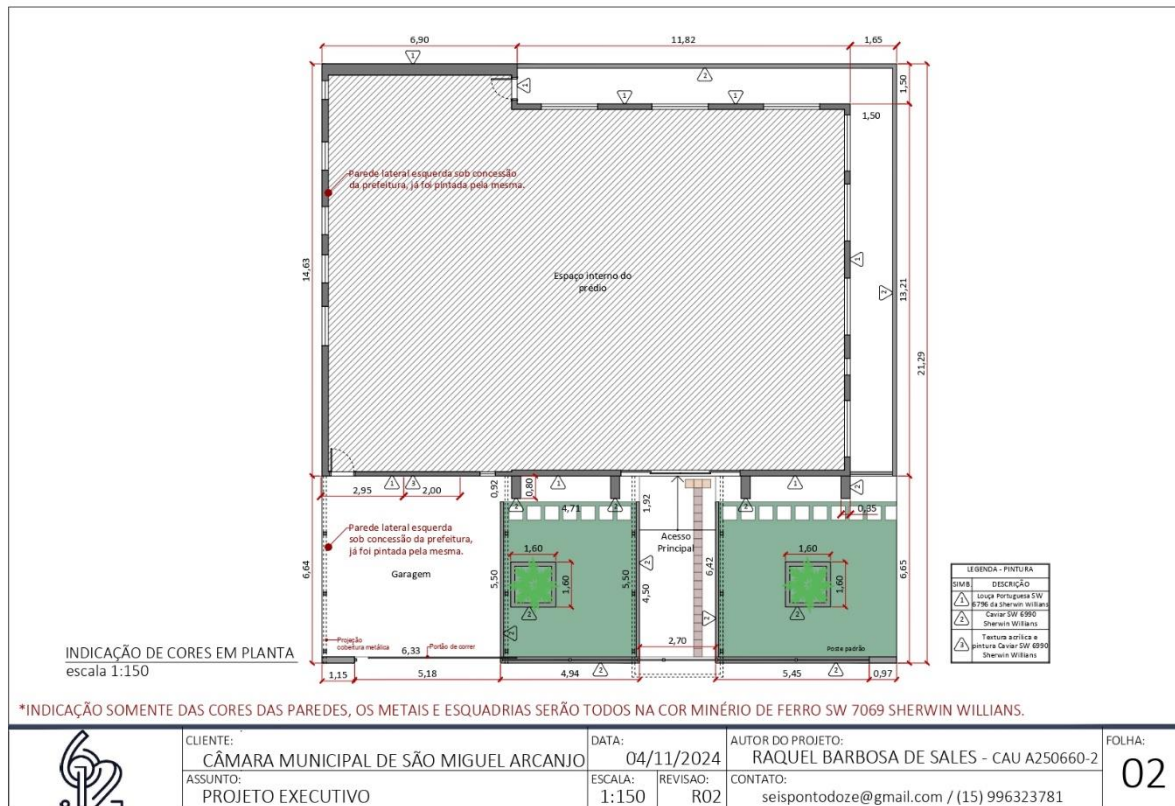 6,90
11,82
1,65
1
2
1,50
1
1
1
1,50
Parede lateral esquerda sob concessão
da prefeitura, já foi pintada pela mesma.
14,63
Espaço interno do
prédio
1
2
13,21
21,29
2,95
1
3
2,00
0,92
0,80
1
1
2
2
2
2
4,71
1,92
0,35
Acesso
Principal
Parede lateral esquerda
sob concessão da prefeitura,
já foi pintada pela mesma.
Garagem
6,64
5,50
1,60
1,60
2
5,50
4,50
2
6,42
1,60
1,60
2
6,65
2
2
2,70
Projeção
cobertura metálica
6,33
Portão de correr
Poste padrão
1,15
5,18
4,94
2
5,45
2
0,97
LEGENDA - PINTURA
SIMB.
DESCRIÇÃO
1
Louça Portuguesa SW
6796 da Sherwin Willians
2
Caviar SW 6990
Sherwin Willians
3
Textura acrílica e
pintura Caviar SW 6990
Sherwin Willians
INDICAÇÃO DE CORES EM PLANTA
escala 1:150
*INDICAÇÃO SOMENTE DAS CORES DAS PAREDES, OS METAIS E ESQUADRIAS SERÃO TODOS NA COR MINÉRIO DE FERRO SW 7069 SHERWIN WILLIANS.
CLIENTE:
CÂMARA MUNICIPAL DE SÃO MIGUEL ARCANJO
DATA:
04/11/2024
AUTOR DO PROJETO:
RAQUEL BARBOSA DE SALES - CAU A250660-2
FOLHA:
02
ASSUNTO:
PROJETO EXECUTIVO
ESCALA:
1:150
REVISAO:
R02
CONTATO:
seispontodoze@gmail.com / (15) 996323781